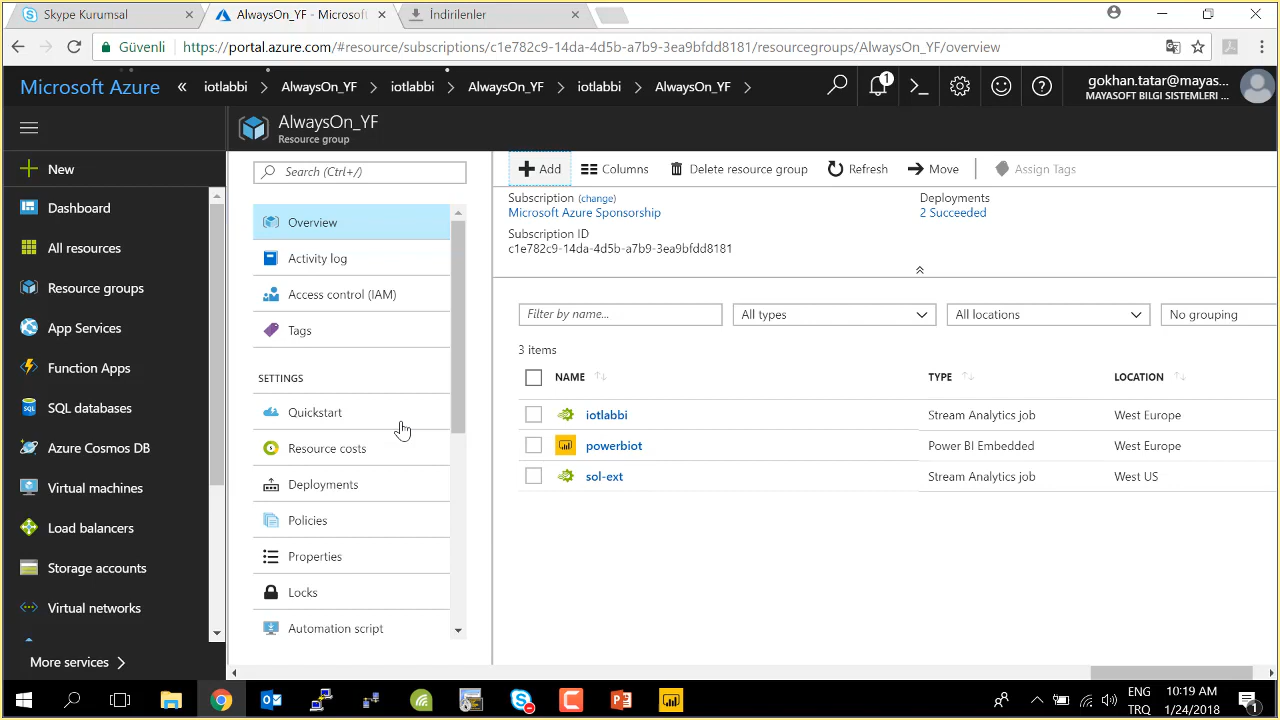 Skype Kurumsal
AlwaysOn_YF - Microsoft
İndirilenler
Güvenli
https://portal.azure.com/#resource/subscriptions/c1e782c9-14da-4d5b-a7b9-3ea9bfdd8181/resourcegroups/AlwaysOn_YF/overview
Microsoft Azure
iotlabbi
AlwaysOn_YF
iotlabbi
AlwaysOn_YF
iotlabbi
AlwaysOn_YF
1
gokhan.tatar@mayas...
MAYASOFT BILGI SISTEMLERI ...
AlwaysOn_YF
Resource group
New
Dashboard
All resources
Resource groups
App Services
Function Apps
SQL databases
Azure Cosmos DB
Virtual machines
Load balancers
Storage accounts
Virtual networks
More services
Search (Ctrl+/)
Overview
Activity log
Access control (IAM)
Tags
SETTINGS
Quickstart
Resource costs
Deployments
Policies
Properties
Locks
Automation script
Add
Columns
Delete resource group
Refresh
Move
Assign Tags
Subscription (change)
Microsoft Azure Sponsorship
Subscription ID
c1e782c9-14da-4d5b-a7b9-3ea9bfdd8181
Deployments
2 Succeeded
Filter by name...
All types
All locations
No grouping
3 items
NAME TYPE LOCATION
iotlabbi Stream Analytics job West Europe
powerbiot Power BI Embedded West Europe
sol-ext Stream Analytics job West US
ENG
TRQ
10:19 AM
1/24/2018
1